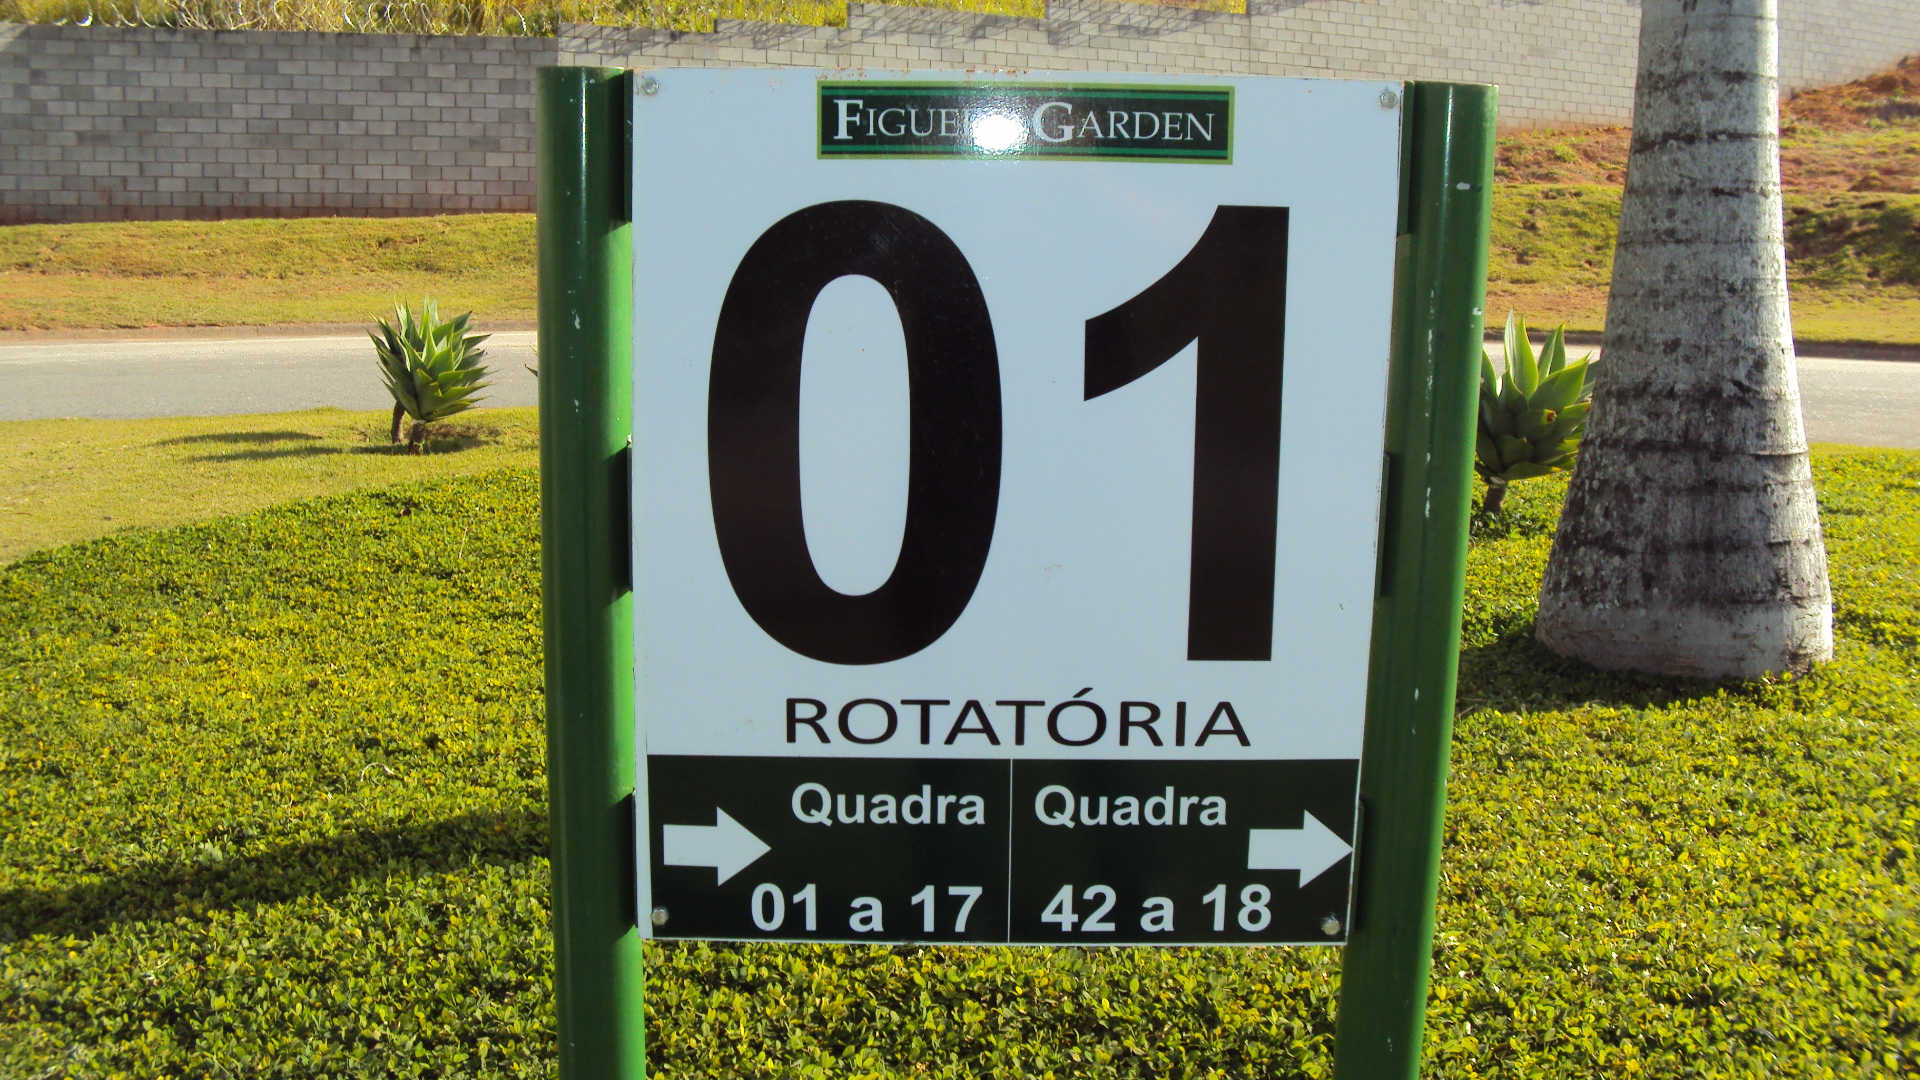 GARDEN
01
ROTATÓRIA
Quadra
01 a 17
Quadra
42 a 18